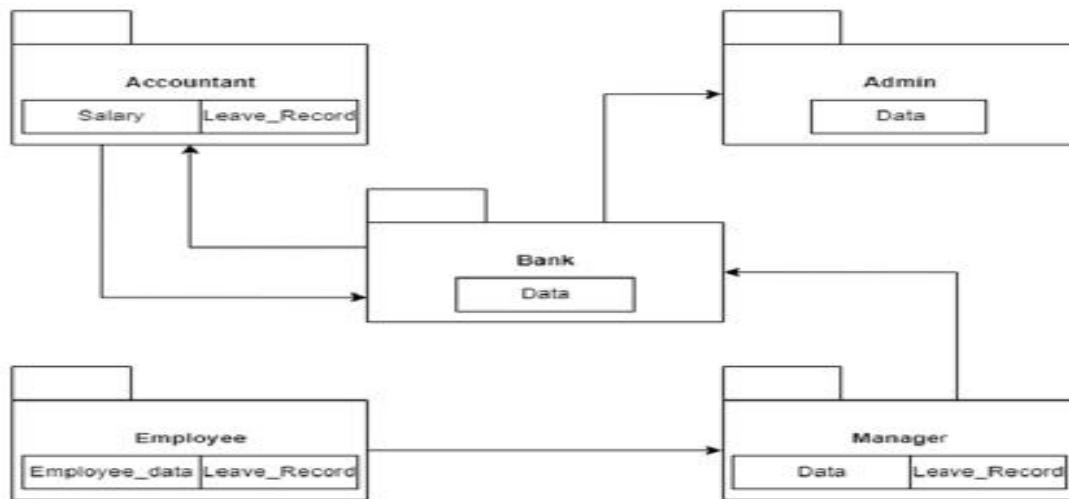 Accountant
Salary Leave_Record
Admin
Data
Bank
Data
Employee
Employee_data Leave_Record
Manager
Data Leave_Record